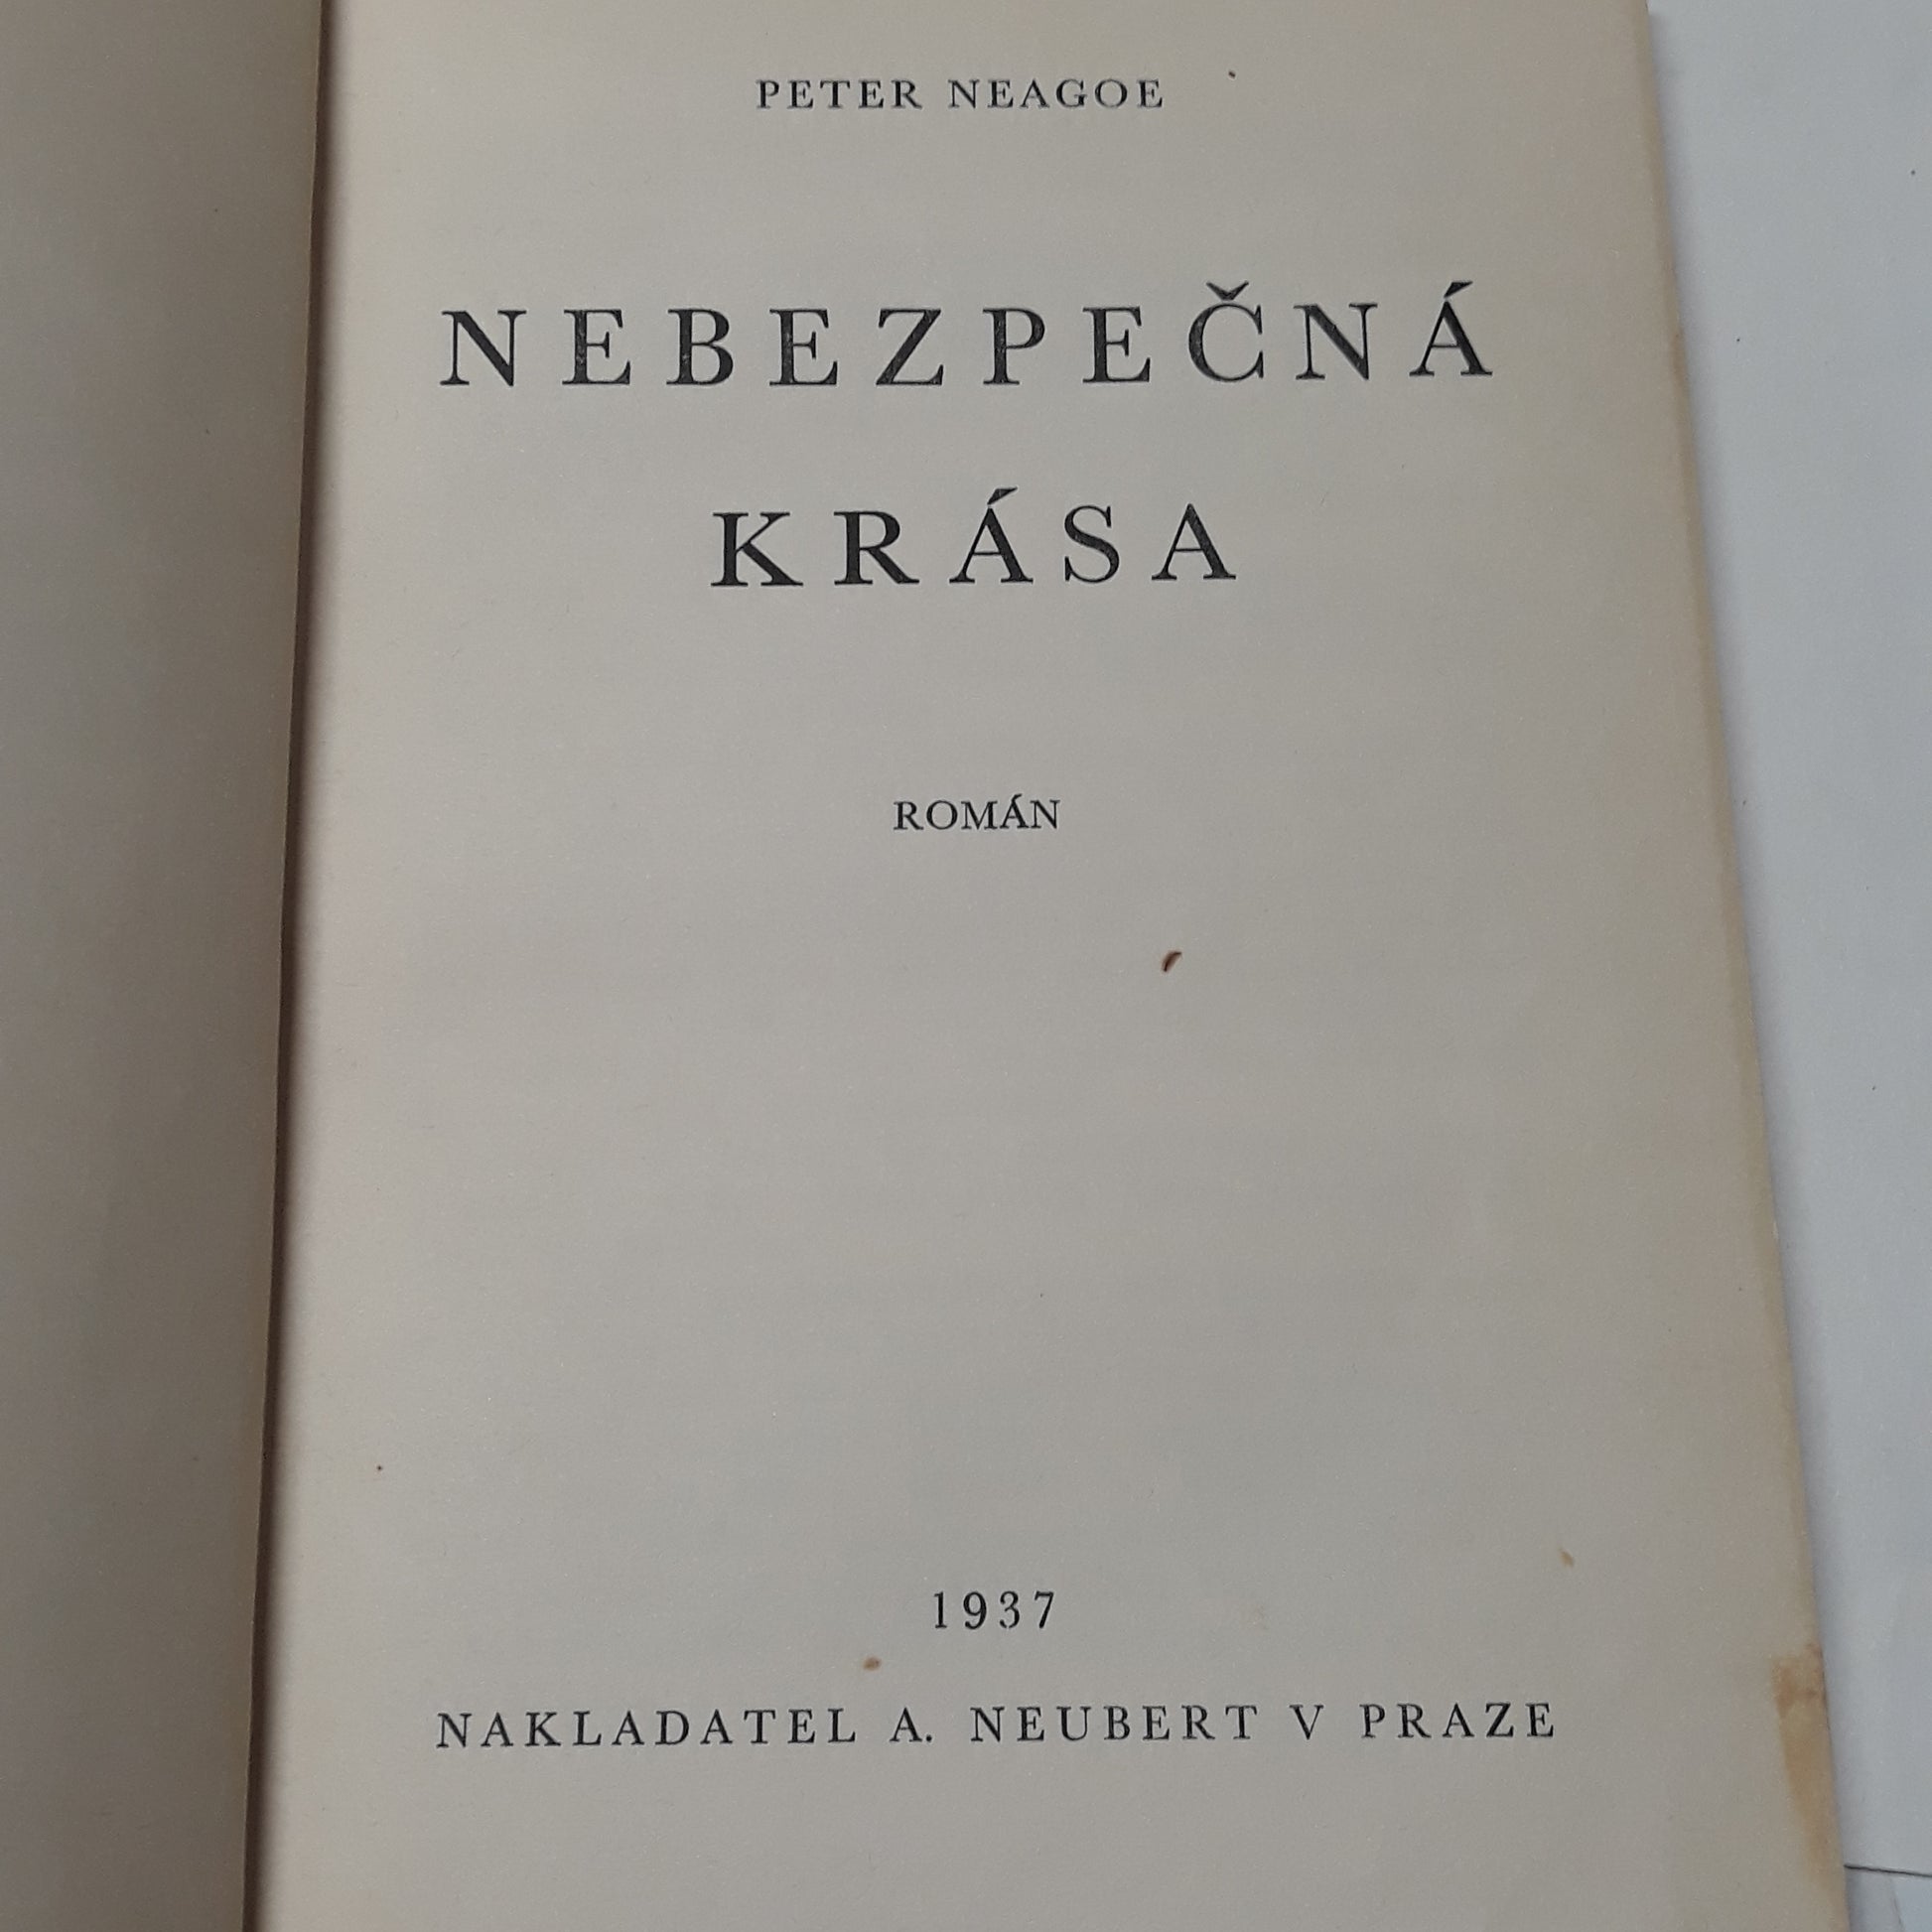 PETER NEAGOE
NEBEZPEČNÁ
KRÁSA
ROMÁN
1937
NAKLADATEL A. NEUBERT V PRAZE